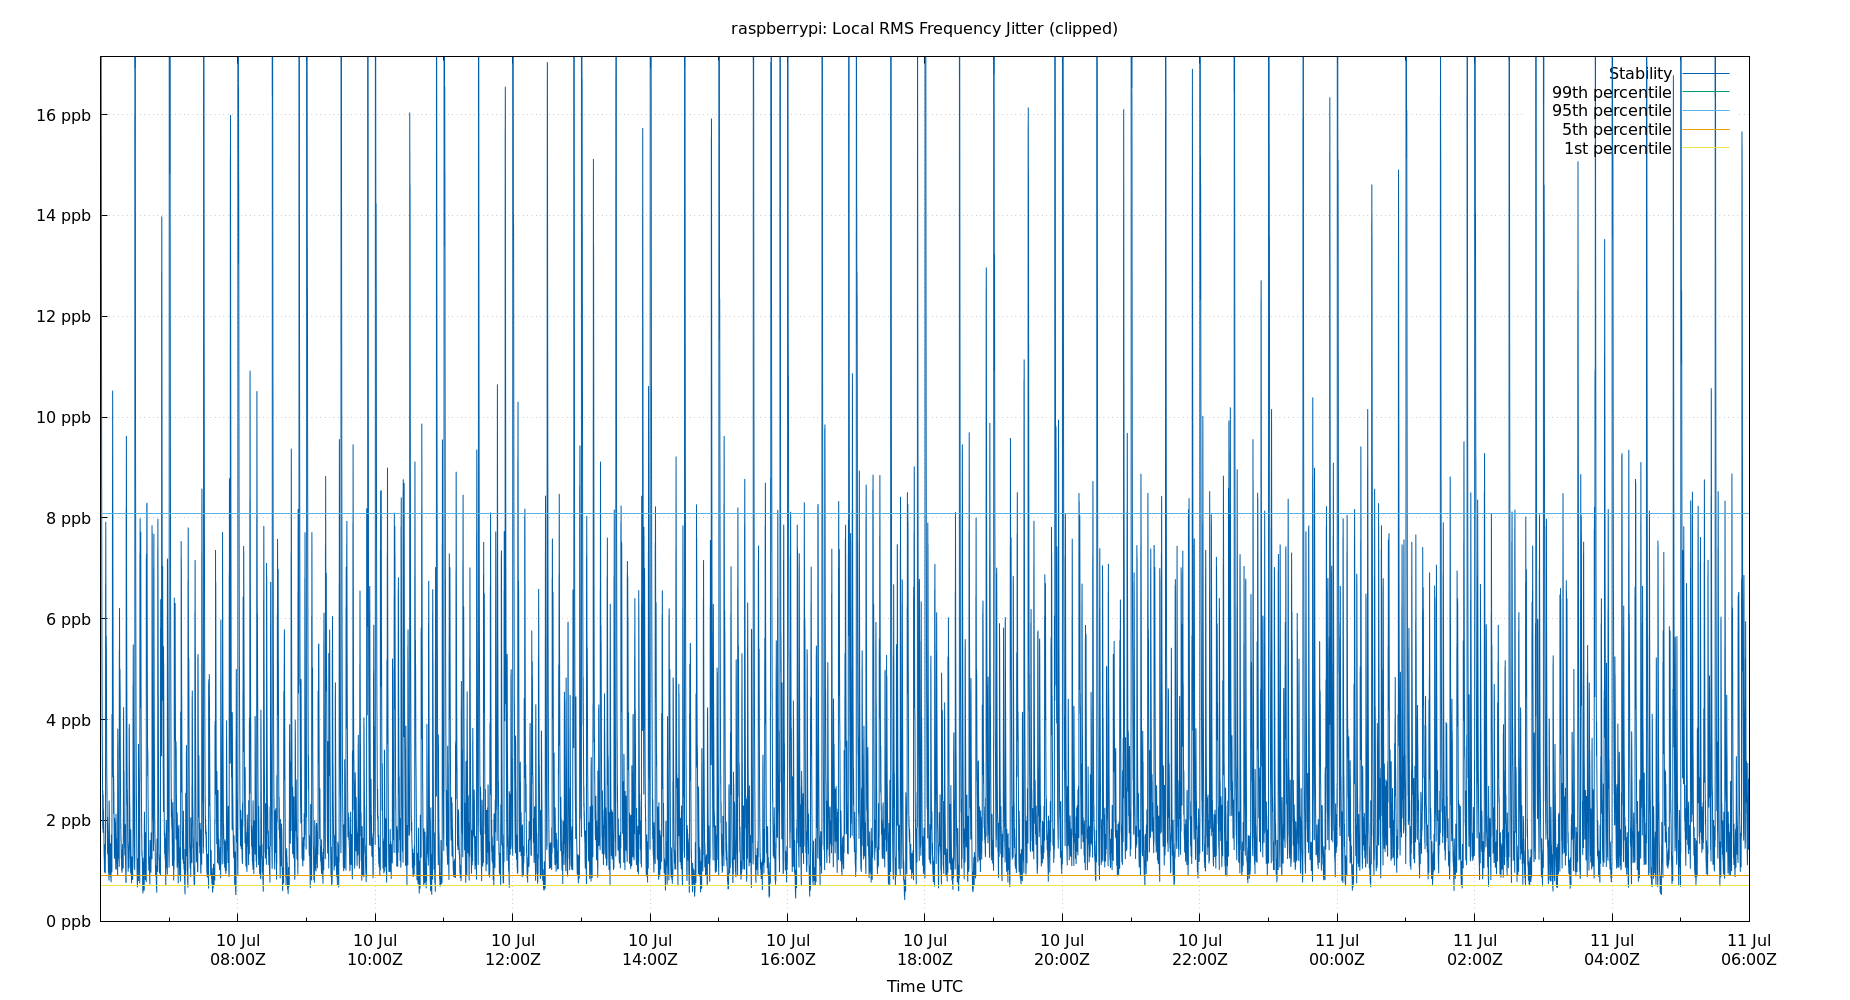 raspberrypi: Local RMS Frequency Jitter (clipped)
Stability
99th percentile
95th percentile
5th percentile
1st percentile
16 ppb
14 ppb
12 ppb
10 ppb
8 ppb
6 ppb
4 ppb
2 ppb
0 ppb
10 Jul 10 Jul 10 Jul 10 Jul 10 Jul 10 Jul 10 Jul 10 Jul 11 Jul 11 Jul 11 Jul 11 Jul
08:00Z 10:00Z 12:00Z 14:00Z 16:00Z 18:00Z 20:00Z 22:00Z 00:00Z 02:00Z 04:00Z 06:00Z
Time UTC